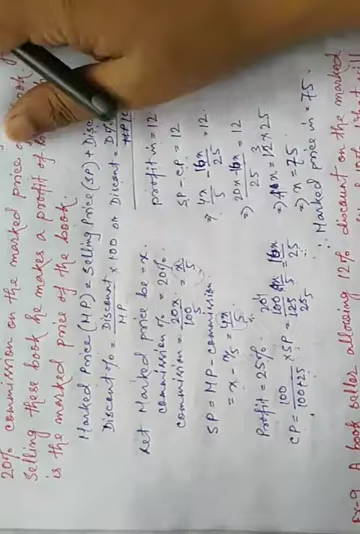 20% commission on the marked price
Selling these book he makes a profit of
is the marked price of the book.
Marked Price (MP) = Selling Price (SP) + Disc
Discount % = Discount/MP × 100 or Discount =
Let Marked price be = x.
commission % = 20%
commission = 20x/100 = x/5
SP = MP - commission
= x - x/5 = 4x/5
Profit = 25%
CP = 100/100+25 × SP = 100/125 × 4x/5 = 16x/25
profit is = 12
SP - CP = 12
⇒ 4x/5 - 16x/25 = 12
⇒ 20x - 16x/25 = 12
⇒ 4x = 12 × 25
⇒ x = 75
∴ Marked price is = 75.
Ex-9 A book seller allowing 12% discount on the marked